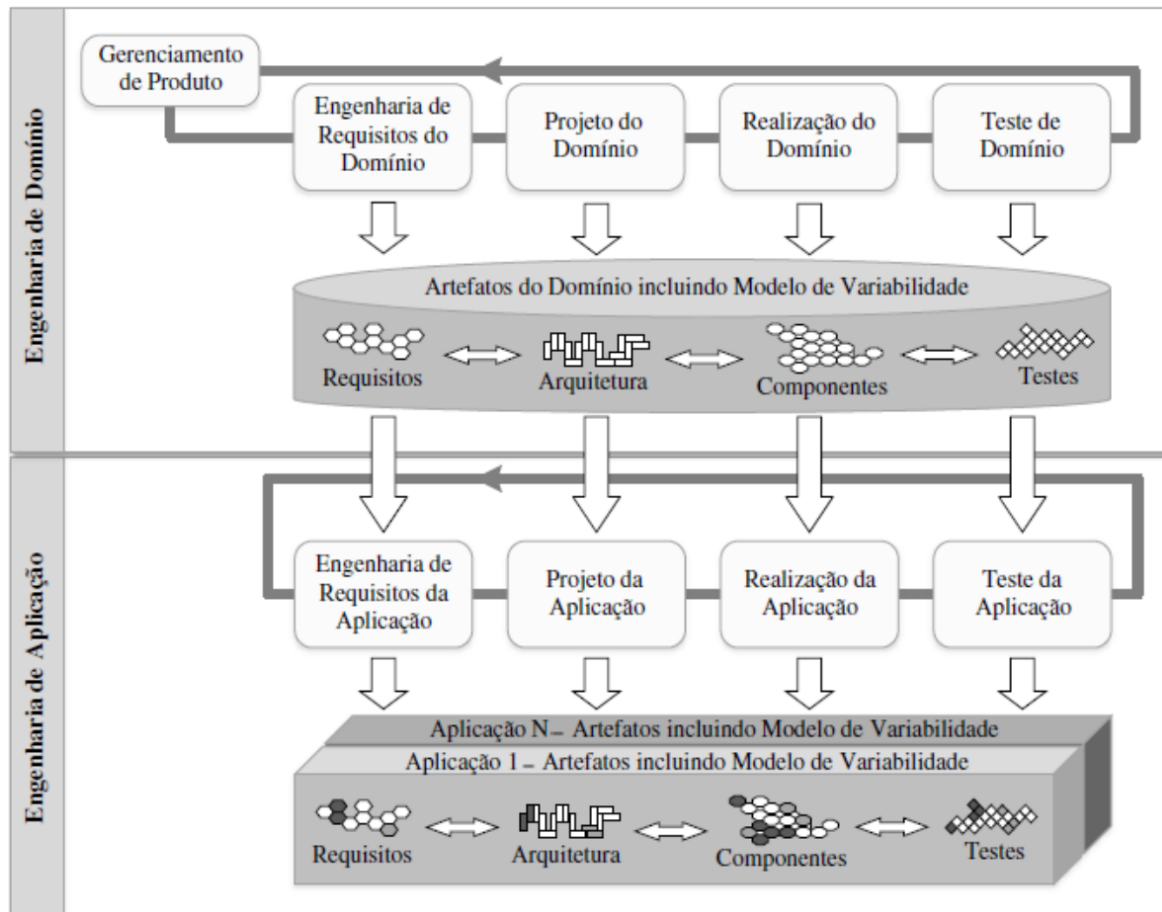 Engenharia de Domínio
Gerenciamento
de Produto
Engenharia de
Requisitos do
Domínio
Projeto do
Domínio
Realização do
Domínio
Teste de
Domínio
Artefatos do Domínio incluindo Modelo de Variabilidade
Requisitos
Arquitetura
Componentes
Testes
Engenharia de Aplicação
Engenharia de
Requisitos da
Aplicação
Projeto da
Aplicação
Realização da
Aplicação
Teste da
Aplicação
Aplicação N– Artefatos incluindo Modelo de Variabilidade
Aplicação 1– Artefatos incluindo Modelo de Variabilidade
Requisitos
Arquitetura
Componentes
Testes